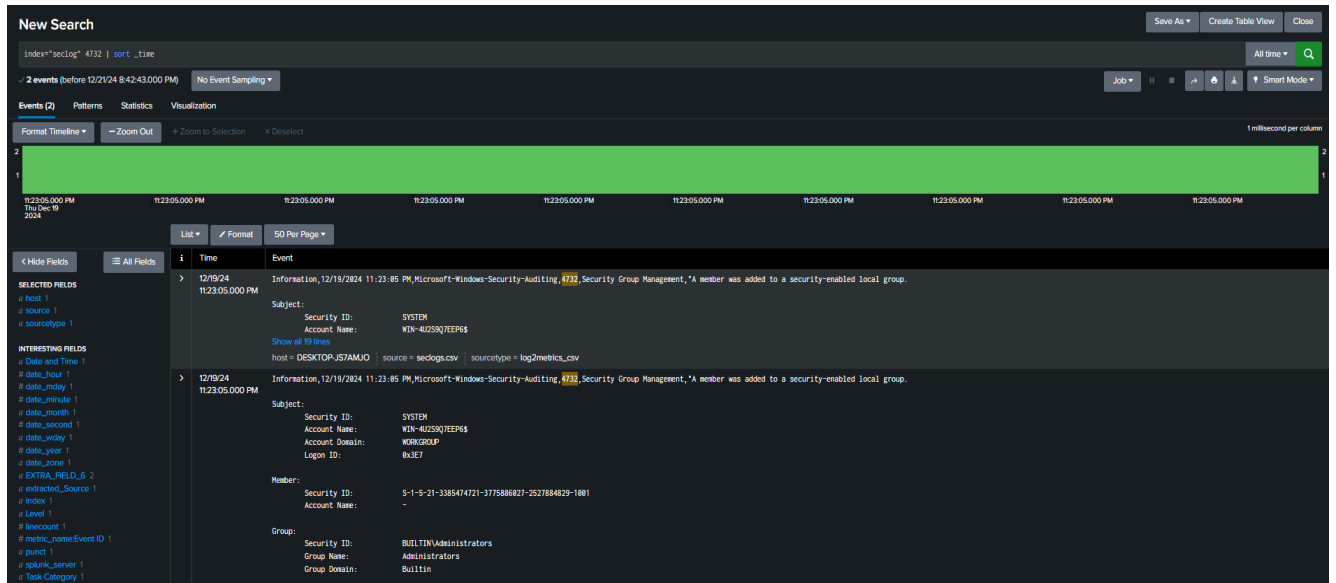 New Search
Save As ▾ Create Table View Close
index="seclog" 4732 | sort _time
All time ▾
✓ 2 events (before 12/21/24 8:42:43.000 PM) No Event Sampling ▾
Job ▾ Smart Mode ▾
Events (2) Patterns Statistics Visualization
Format Timeline ▾ – Zoom Out + Zoom to Selection × Deselect
1 millisecond per column
2 2
1 1
11:23:05.000 PM 11:23:05.000 PM 11:23:05.000 PM 11:23:05.000 PM 11:23:05.000 PM 11:23:05.000 PM 11:23:05.000 PM 11:23:05.000 PM 11:23:05.000 PM 11:23:05.000 PM
Thu Dec 19
2024
List ▾ Format 50 Per Page ▾
< Hide Fields All Fields
SELECTED FIELDS
a host 1
a source 1
a sourcetype 1
INTERESTING FIELDS
a Date and Time 1
# date_hour 1
# date_mday 1
# date_minute 1
a date_month 1
# date_second 1
a date_wday 1
# date_year 1
a date_zone 1
a EXTRA_FIELD_6 2
a extracted_Source 1
a index 1
a Level 1
# linecount 1
# metric_name:Event ID 1
a punct 1
a splunk_server 1
a Task Category 1
i Time Event
> 12/19/24
11:23:05.000 PM
Information,12/19/2024 11:23:05 PM,Microsoft-Windows-Security-Auditing,4732,Security Group Management,"A member was added to a security-enabled local group.
Subject:
Security ID: SYSTEM
Account Name: WIN-4U2S9Q7EEP6$
Show all 19 lines
host = DESKTOP-JS7AMJO source = seclogs.csv sourcetype = log2metrics_csv
> 12/19/24
11:23:05.000 PM
Information,12/19/2024 11:23:05 PM,Microsoft-Windows-Security-Auditing,4732,Security Group Management,"A member was added to a security-enabled local group.
Subject:
Security ID: SYSTEM
Account Name: WIN-4U2S9Q7EEP6$
Account Domain: WORKGROUP
Logon ID: 0x3E7
Member:
Security ID: S-1-5-21-3385474721-3775886027-2527884829-1001
Account Name: -
Group:
Security ID: BUILTIN\Administrators
Group Name: Administrators
Group Domain: Builtin